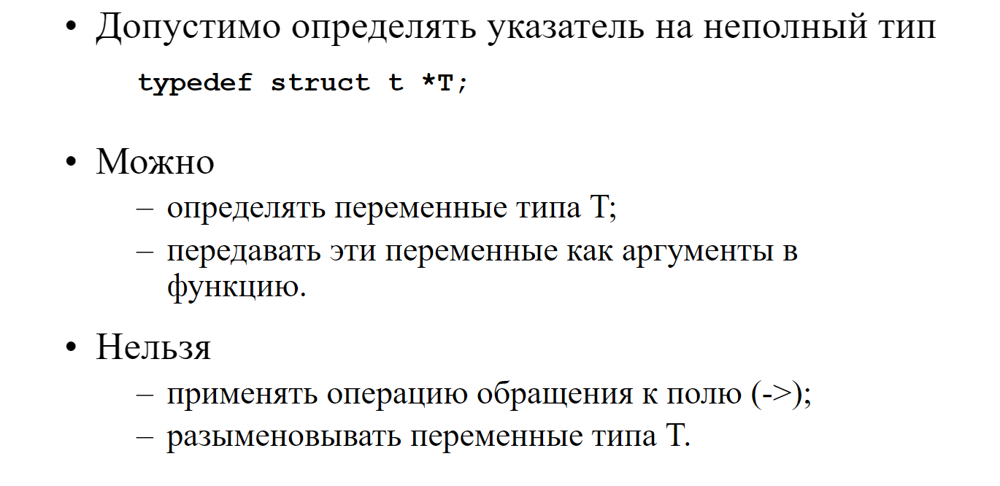 • Допустимо определять указатель на неполный тип
typedef struct t *T;
• Можно
– определять переменные типа T;
– передавать эти переменные как аргументы в
функцию.
• Нельзя
– применять операцию обращения к полю (->);
– разыменовывать переменные типа T.